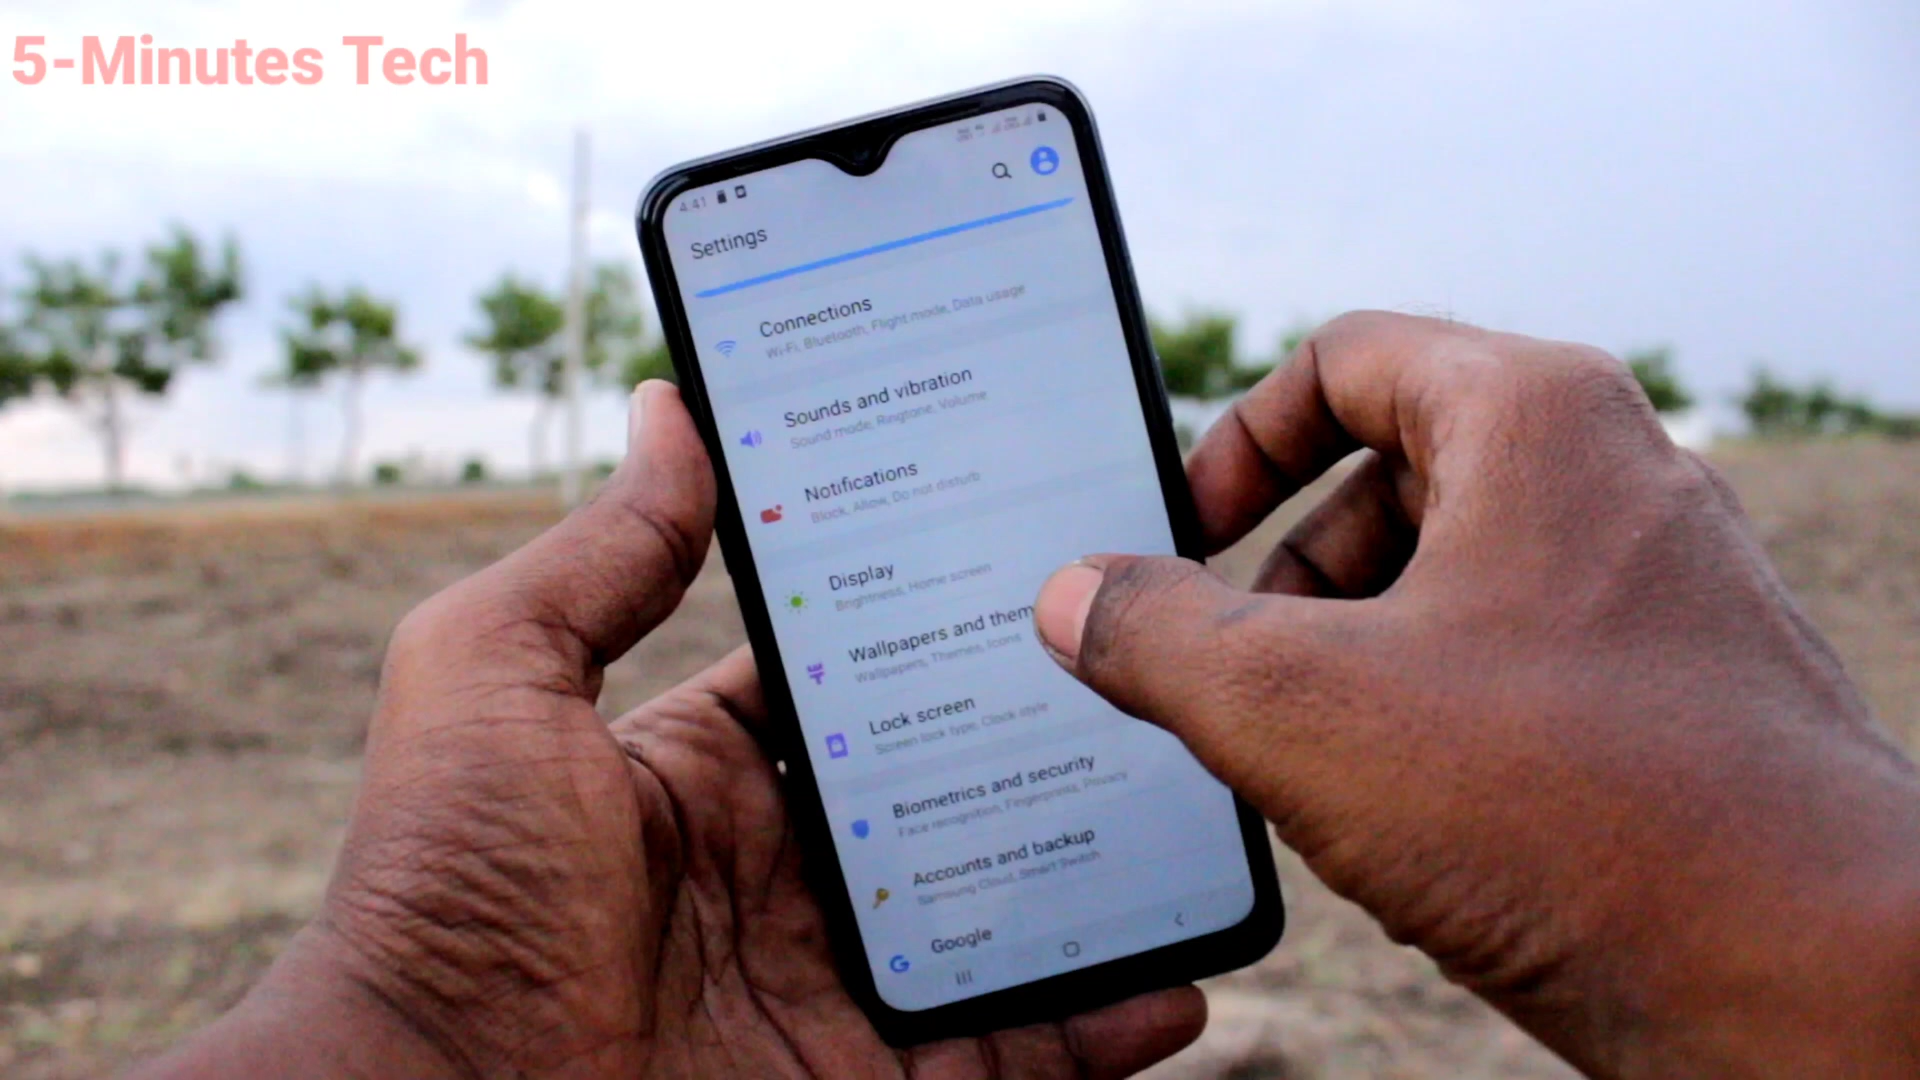 5-Minutes Tech
4:41
Settings
Connections
Wi-Fi, Bluetooth, Flight mode, Data usage
Sounds and vibration
Sound mode, Ringtone, Volume
Notifications
Block, Allow, Do not disturb
Display
Brightness, Home screen
Wallpapers and them
Wallpapers, Themes, Icons
Lock screen
Screen lock type, Clock style
Biometrics and security
Face recognition, Fingerprints, Privacy
Accounts and backup
Samsung Cloud, Smart Switch
Google